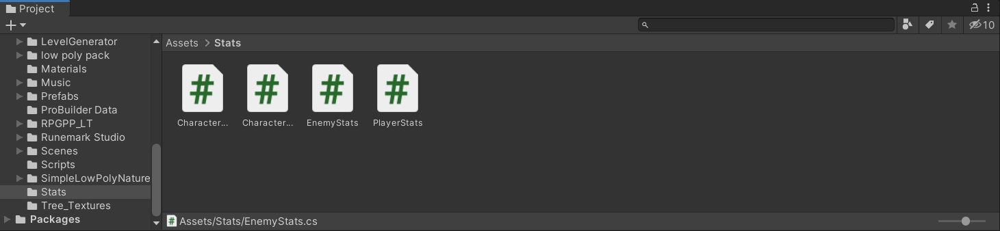 Project
10
LevelGenerator
low poly pack
Materials
Music
Prefabs
ProBuilder Data
RPGPP_LT
Runemark Studio
Scenes
Scripts
SimpleLowPolyNature
Stats
Tree_Textures
Packages
Assets > Stats
Character...
Character...
EnemyStats
PlayerStats
Assets/Stats/EnemyStats.cs